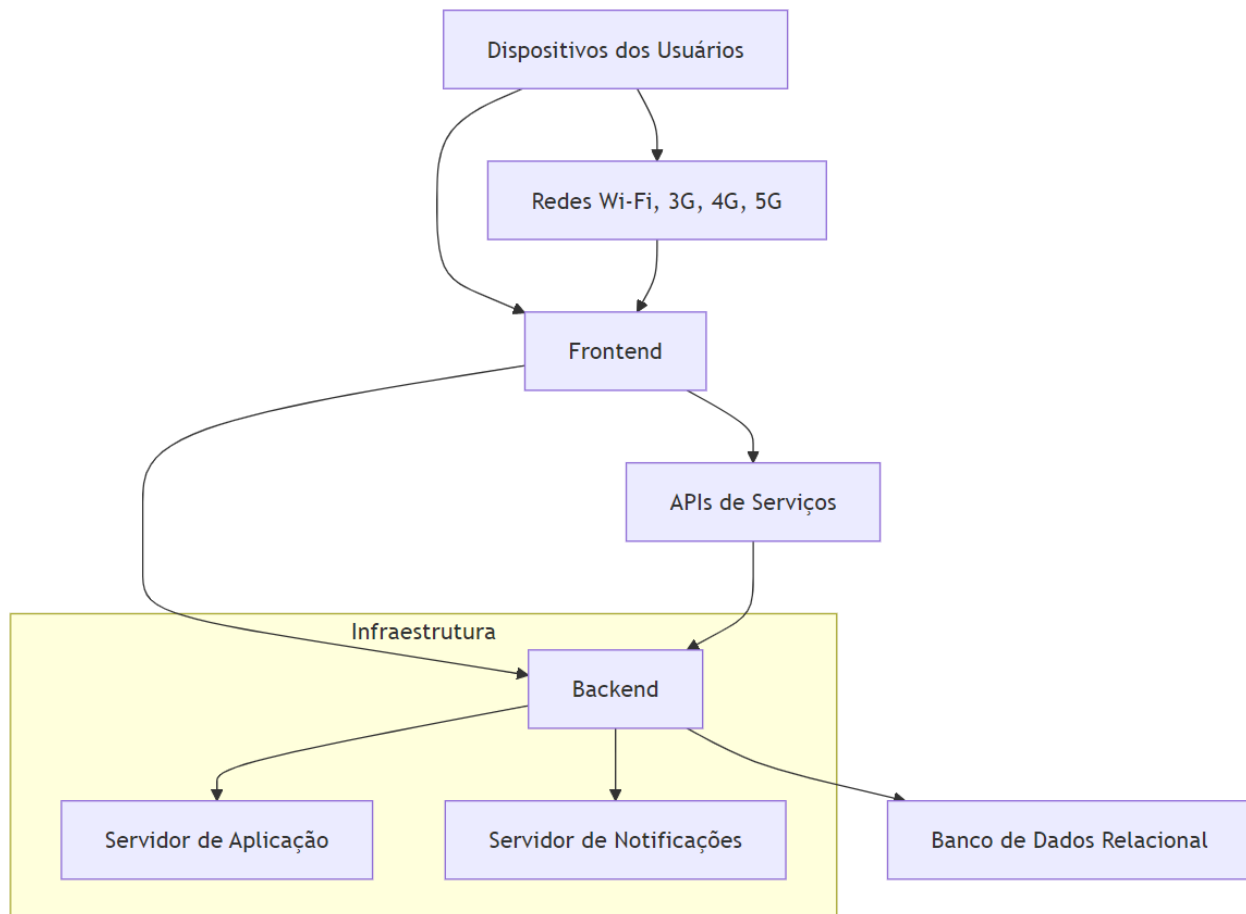 Dispositivos dos Usuários
Redes Wi-Fi, 3G, 4G, 5G
Frontend
APIs de Serviços
Infraestrutura
Backend
Servidor de Aplicação
Servidor de Notificações
Banco de Dados Relacional